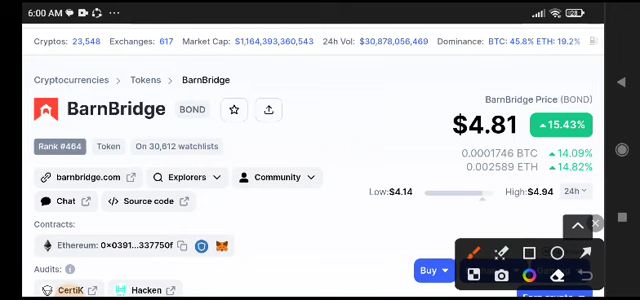 6:00 AM
Cryptos: 23,548 Exchanges: 617 Market Cap: $1,164,393,360,543 24h Vol: $30,878,056,469 Dominance: BTC: 45.8% ETH: 19.2%
Cryptocurrencies > Tokens > BarnBridge
BarnBridge BOND
BarnBridge Price (BOND)
$4.81 15.43%
Rank #464 Token On 30,612 watchlists
0.0001746 BTC 14.09%
0.002589 ETH 14.82%
barnbridge.com Explorers Community
Low: $4.14 High: $4.94 24h
Chat Source code
Contracts:
Ethereum: 0x0391...337750f
Audits:
Buy
CertiK Hacken